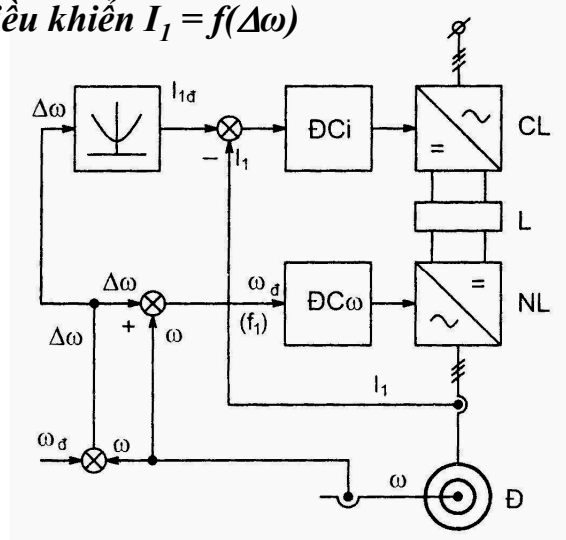 ều khiển I₁ = f(Δω)
Δω
I₁đ
–
I₁
ĐCi
~
=
CL
L
Δω
+
ω
ωđ
(f₁)
ĐCω
=
~
NL
Δω
I₁
ωđ
ω
ω
Đ